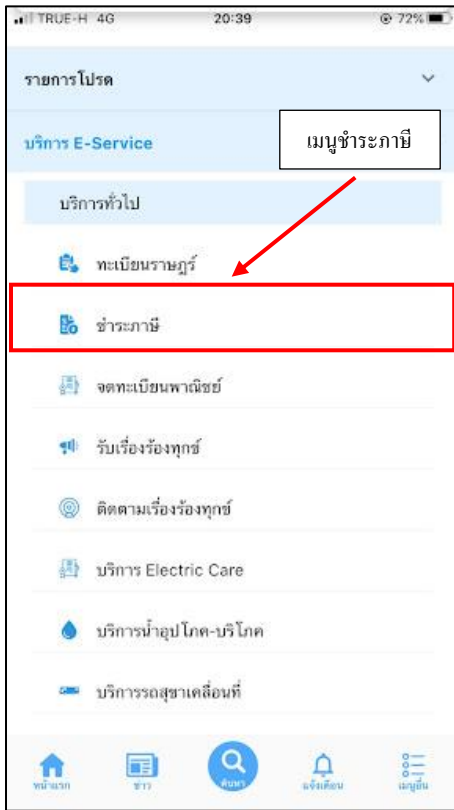 TRUE-H 4G 20:39 72%
รายการโปรด
บริการ E-Service
เมนูชำระภาษี
บริการทั่วไป
ทะเบียนราษฎร์
ชำระภาษี
จดทะเบียนพาณิชย์
รับเรื่องร้องทุกข์
ติดตามเรื่องร้องทุกข์
บริการ Electric Care
บริการน้ำอุปโภค-บริโภค
บริการรถสุขาเคลื่อนที่
หน้าแรก ข่าว ค้นหา แจ้งเตือน เมนูอื่น